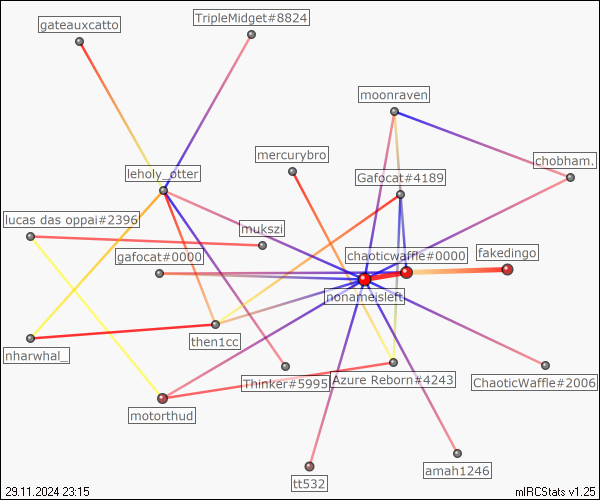 TripleMidget#8824
gateauxcatto
moonraven
mercurybro
chobham.
leholy_otter
Gafocat#4189
lucas das oppai#2396
mukszi
gafocat#0000
chaoticwaffle#0000
fakedingo
nonameisleft
then1cc
nharwhal_
Thinker#5995
Azure Reborn#4243
ChaoticWaffle#2006
motorthud
tt532
amah1246
29.11.2024 23:15
mIRCStats v1.25